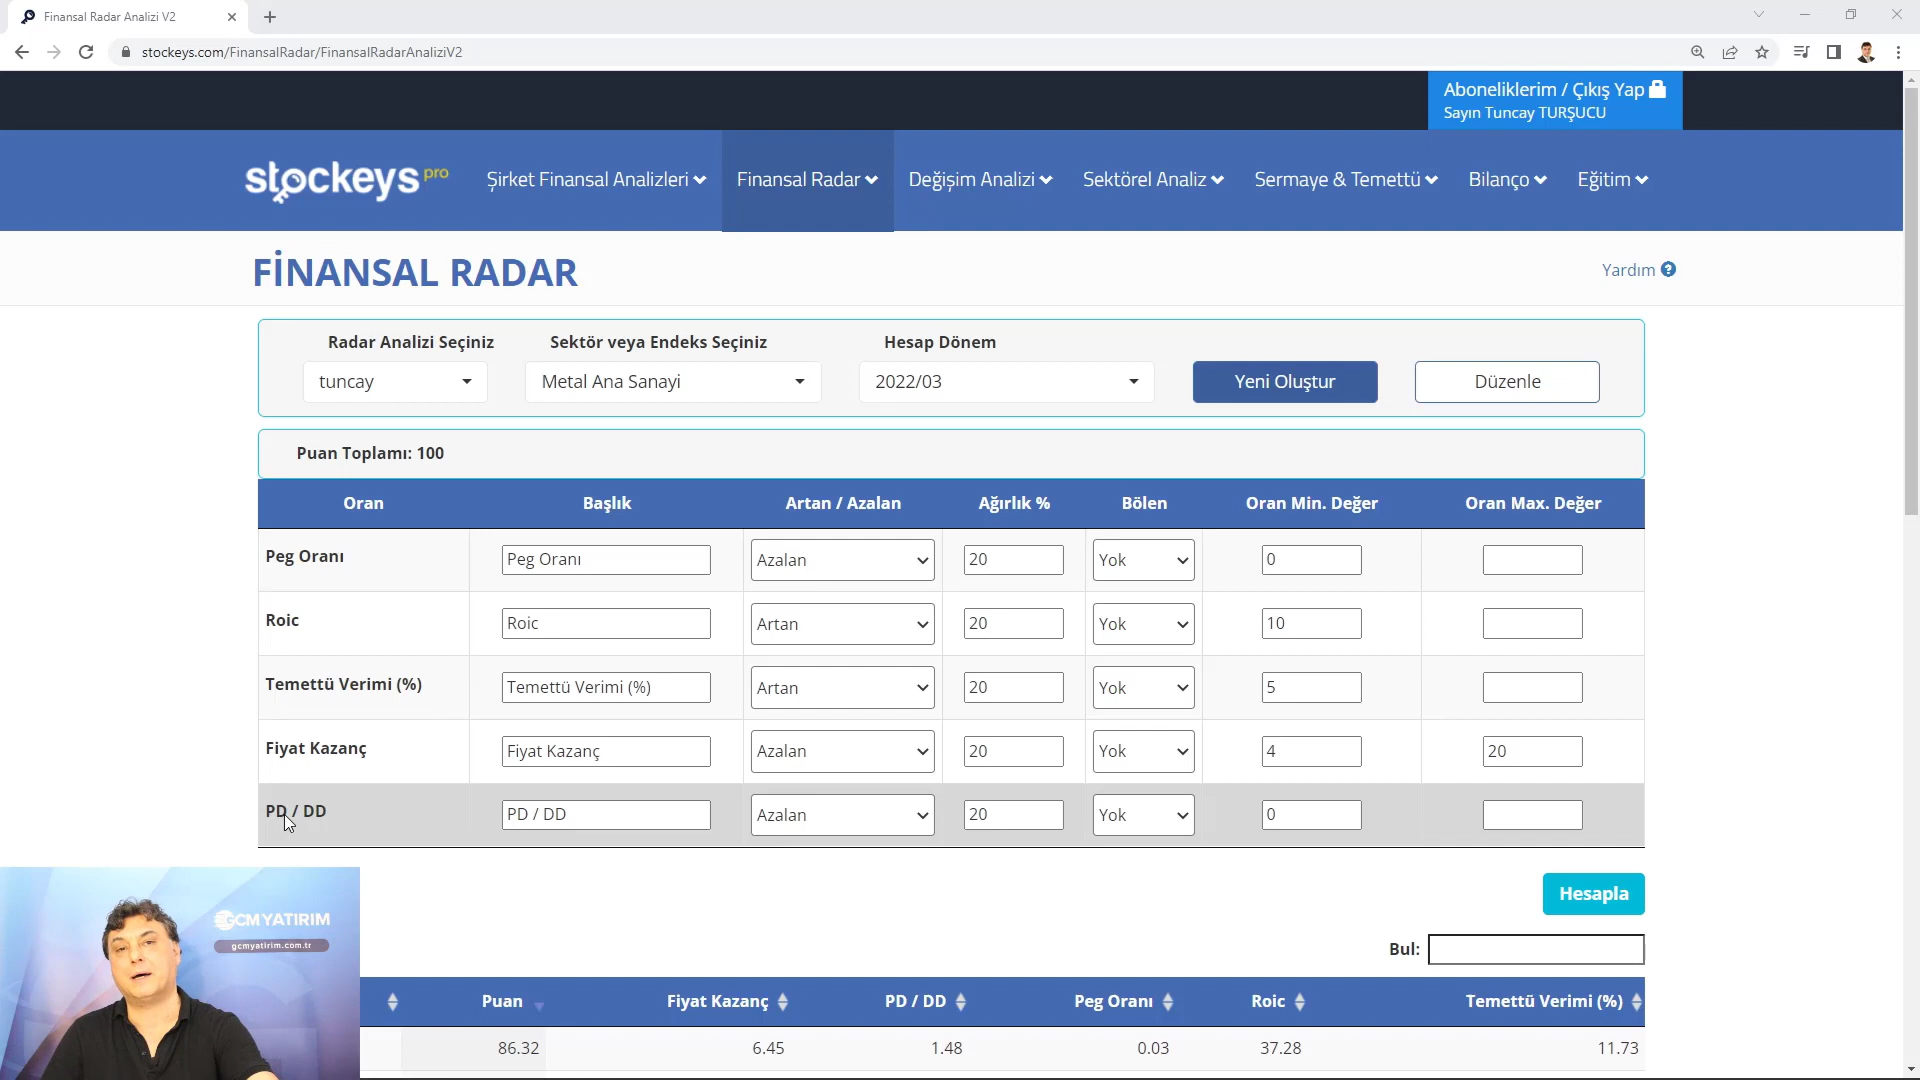 Finansal Radar Analizi V2
stockeys.com/FinansalRadar/FinansalRadarAnaliziV2
Aboneliklerim / Çıkış Yap
Sayın Tuncay TURŞUCU
stockeys pro
Şirket Finansal Analizleri
Finansal Radar
Değişim Analizi
Sektörel Analiz
Sermaye & Temettü
Bilanço
Eğitim
FİNANSAL RADAR
Yardım ?
Radar Analizi Seçiniz
Sektör veya Endeks Seçiniz
Hesap Dönem
tuncay
Metal Ana Sanayi
2022/03
Yeni Oluştur
Düzenle
Puan Toplamı: 100
Oran Başlık Artan / Azalan Ağırlık % Bölen Oran Min. Değer Oran Max. Değer
Peg Oranı Peg Oranı Azalan 20 Yok 0
Roic Roic Artan 20 Yok 10
Temettü Verimi (%) Temettü Verimi (%) Artan 20 Yok 5
Fiyat Kazanç Fiyat Kazanç Azalan 20 Yok 4 20
PD / DD PD / DD Azalan 20 Yok 0
Hesapla
Bul:
Puan Fiyat Kazanç PD / DD Peg Oranı Roic Temettü Verimi (%)
86.32 6.45 1.48 0.03 37.28 11.73
GCM YATIRIM
gcmyatirim.com.tr